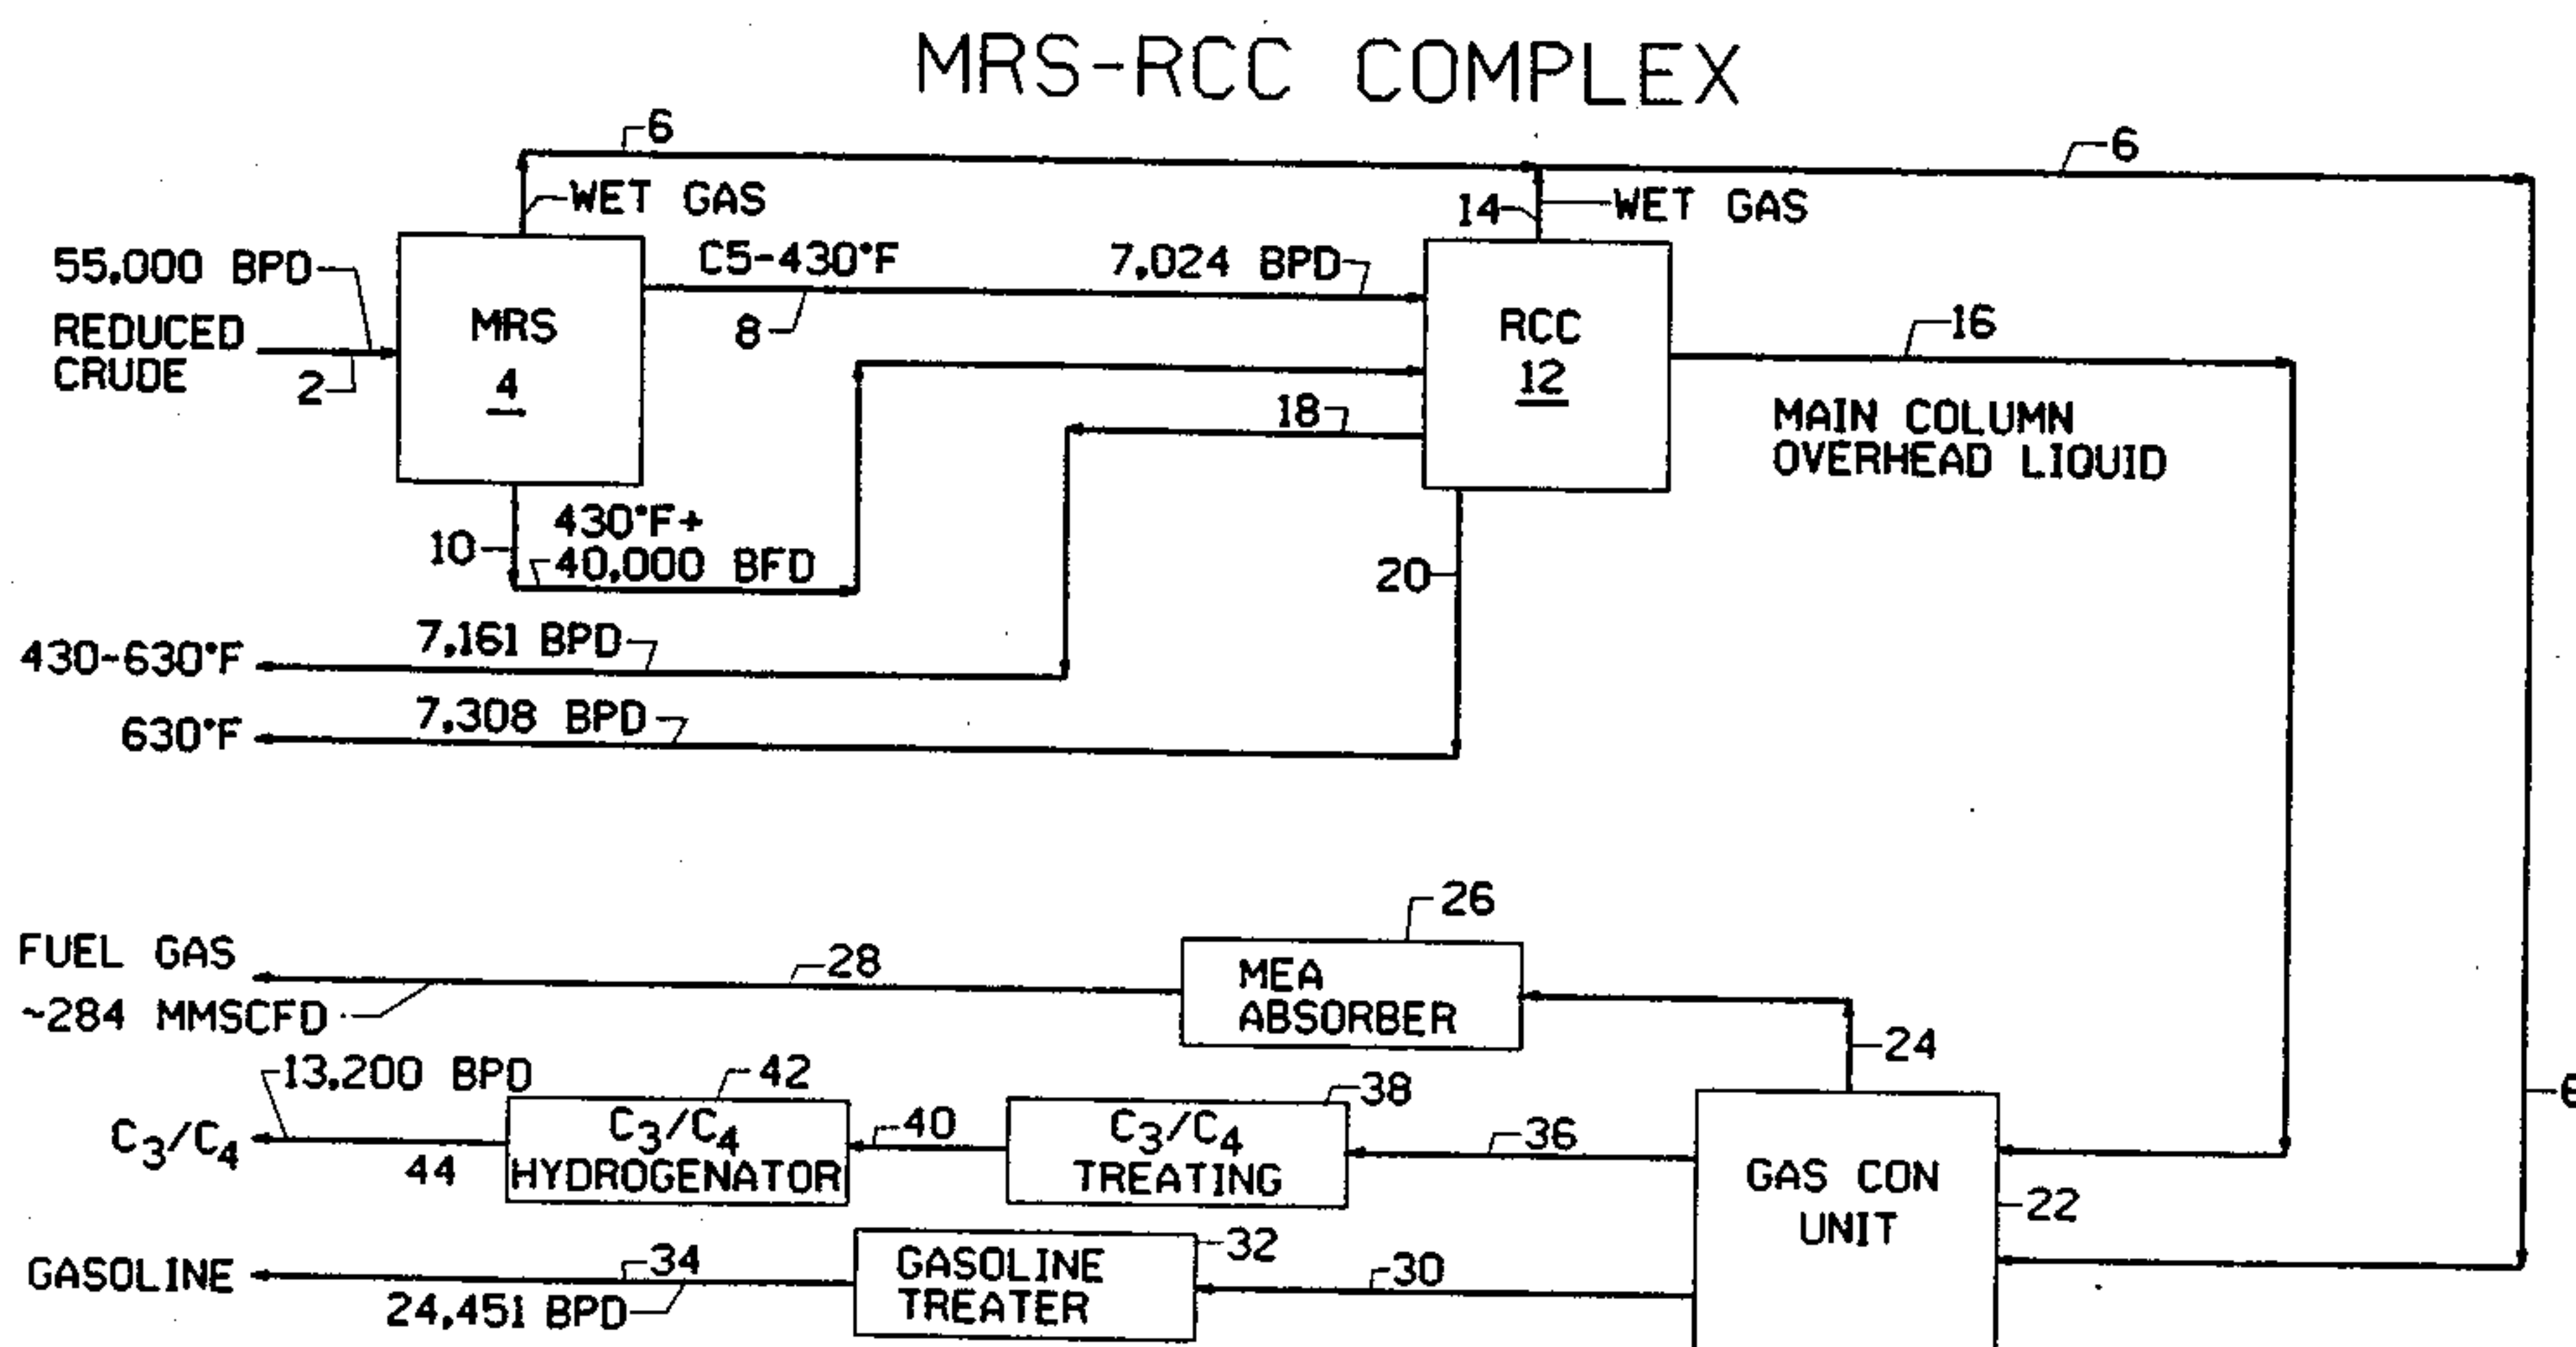 MRS-RCC COMPLEX
6
6
WET GAS
14
WET GAS
55,000 BPD
C5-430°F
7,024 BPD
REDUCED
CRUDE
2
MRS
4
8
RCC
12
16
18
MAIN COLUMN
OVERHEAD LIQUID
10
430°F+
40,000 BFD
20
430-630°F
7,161 BPD
630°F
7,308 BPD
26
FUEL GAS
28
MEA
ABSORBER
~284 MMSCFD
24
13,200 BPD
42
38
6
C3/C4
44
C3/C4
HYDROGENATOR
40
C3/C4
TREATING
36
GAS CON
UNIT
22
GASOLINE
34
24,451 BPD
GASOLINE
TREATER
32
30